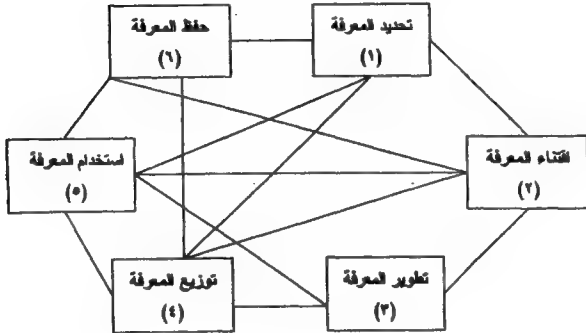 تحديد المعرفة
(١)
اقتناء المعرفة
(٢)
تطوير المعرفة
(٣)
توزيع المعرفة
(٤)
استخدام المعرفة
(٥)
حفظ المعرفة
(٦)